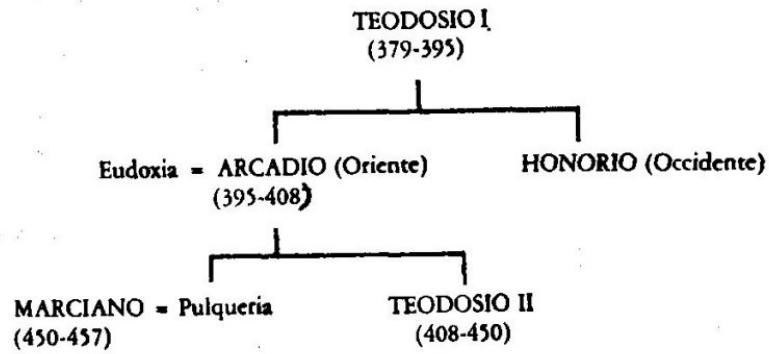 TEODOSIO I
(379-395)
Eudoxia = ARCADIO (Oriente)
HONORIO (Occidente)
(395-408)
MARCIANO = Pulqueria
TEODOSIO II
(450-457)
(408-450)